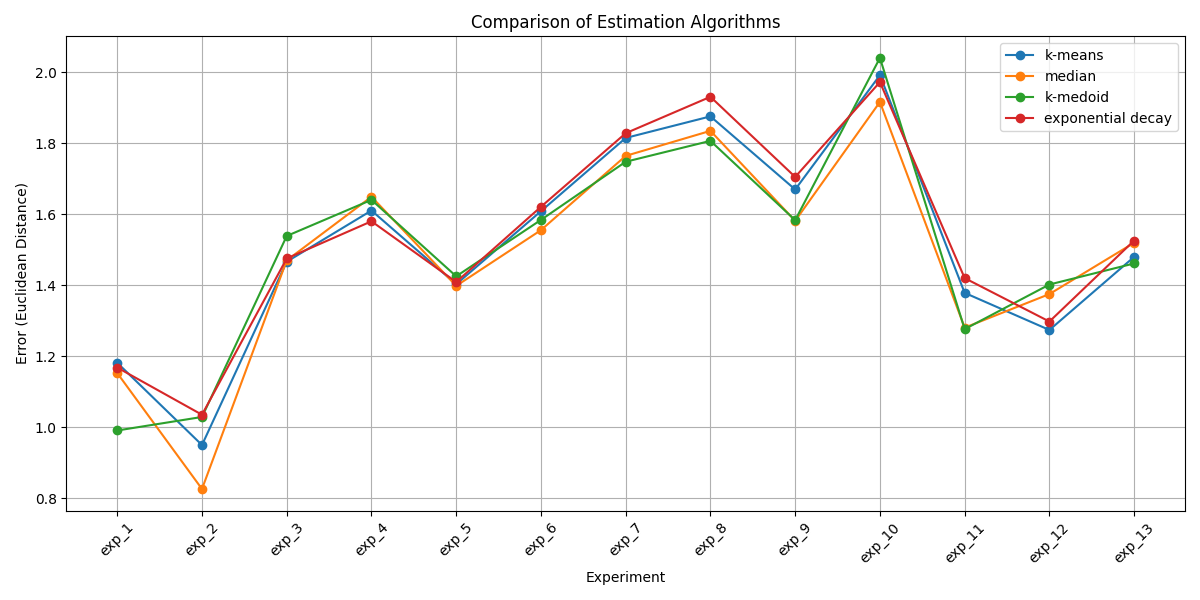 Comparison of Estimation Algorithms
k-means
median
k-medoid
exponential decay
Error (Euclidean Distance)
2.0
1.8
1.6
1.4
1.2
1.0
0.8
exp_1
exp_2
exp_3
exp_4
exp_5
exp_6
exp_7
exp_8
exp_9
exp_10
exp_11
exp_12
exp_13
Experiment